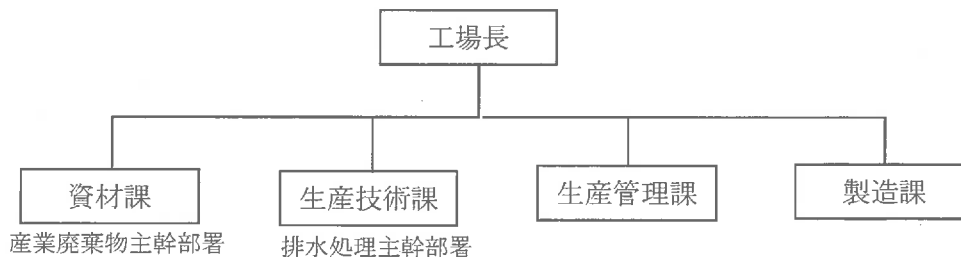 工場長
資材課
生産技術課
生産管理課
製造課
産業廃棄物主幹部署
排水処理主幹部署